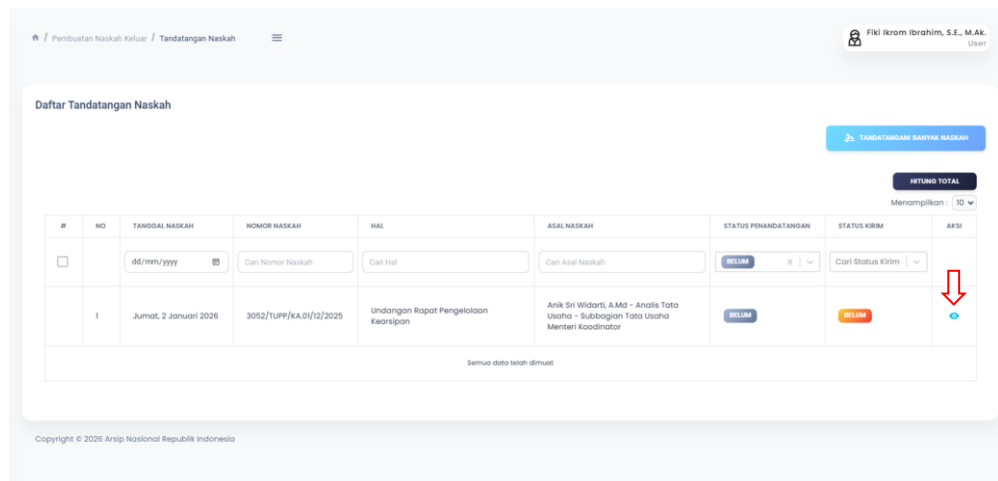 / Pembuatan Naskah Keluar / Tandatangan Naskah
Fiki Ikrom Ibrahim, S.E., M.Ak.
User
Daftar Tandatangan Naskah
TANDATANGANI BANYAK NASKAH
HITUNG TOTAL
Menampilkan : 10
# NO TANGGAL NASKAH NOMOR NASKAH HAL ASAL NASKAH STATUS PENANDATANGAN STATUS KIRIM AKSI
dd/mm/yyyy Cari Nomor Naskah Cari Hal Cari Asal Naskah BELUM X Cari Status Kirim
1 Jumat, 2 Januari 2026 3052/TUPP/KA.01/12/2025 Undangan Rapat Pengelolaan Kearsipan Anik Sri Widarti, A.Md - Analis Tata Usaha - Subbagian Tata Usaha Menteri Koodinator BELUM BELUM
Semua data telah dimuat
Copyright © 2026 Arsip Nasional Republik Indonesia